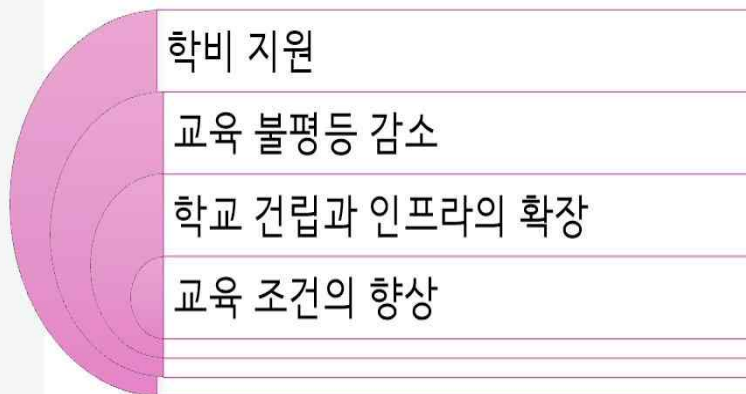 학비 지원
교육 불평등 감소
학교 건립과 인프라의 확장
교육 조건의 향상